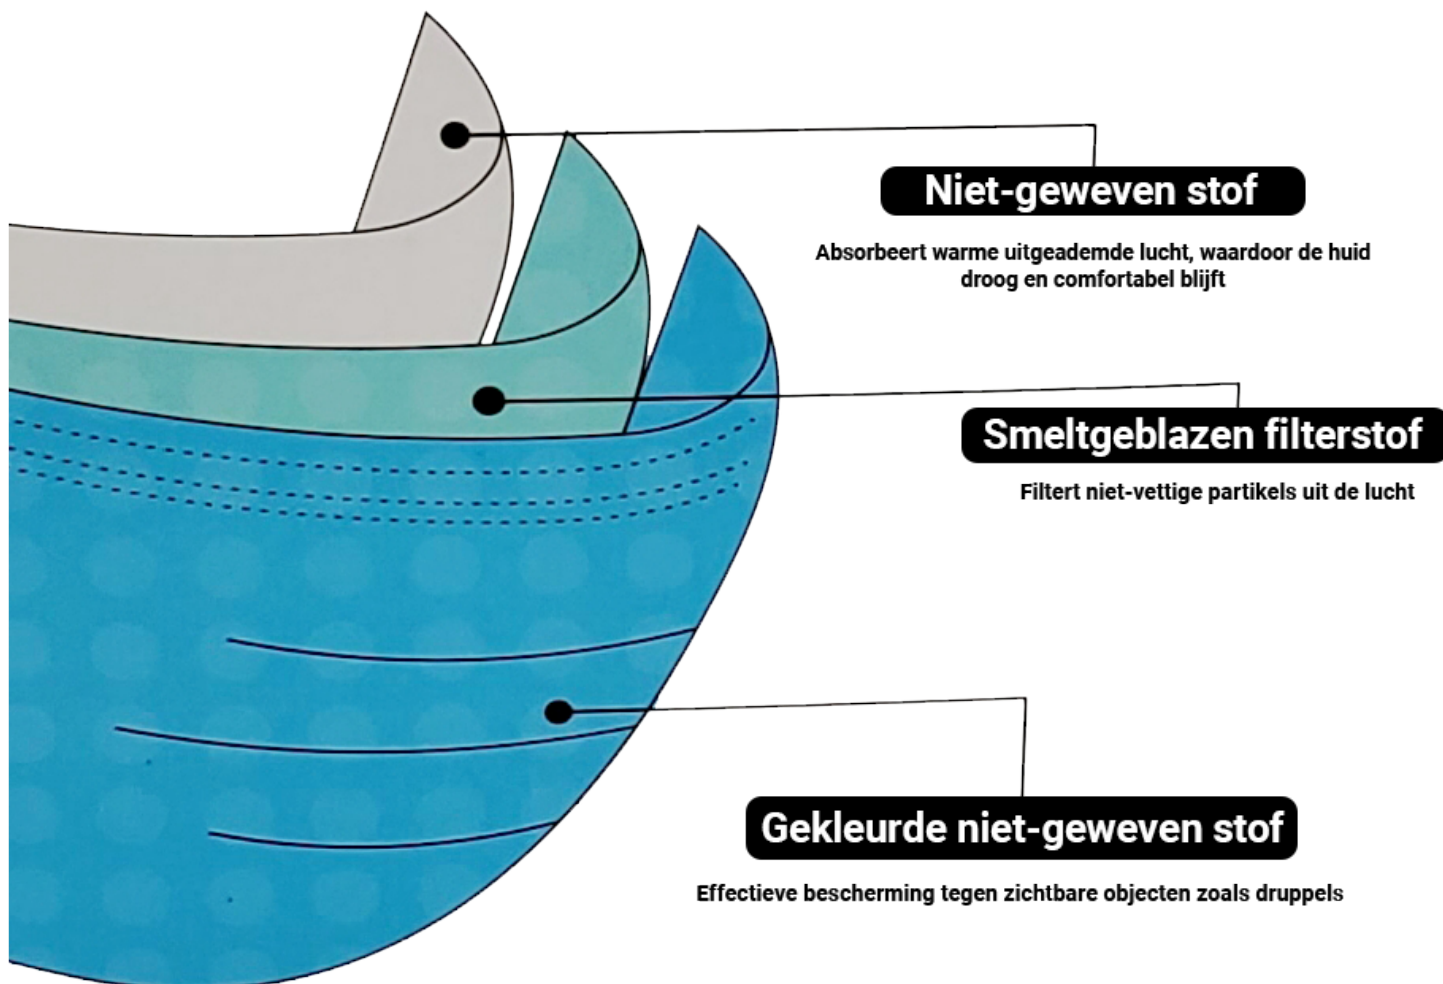 Niet-geweven stof
Absorbeert warme uitgeademde lucht, waardoor de huid
droog en comfortabel blijft
Smeltgeblazen filterstof
Filtert niet-vettige partikels uit de lucht
Gekleurde niet-geweven stof
Effectieve bescherming tegen zichtbare objecten zoals druppels